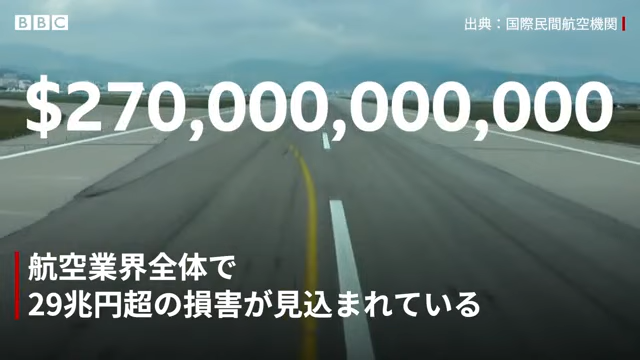 BBC
出典：国際民間航空機関
$270,000,000,000
航空業界全体で
29兆円超の損害が見込まれている